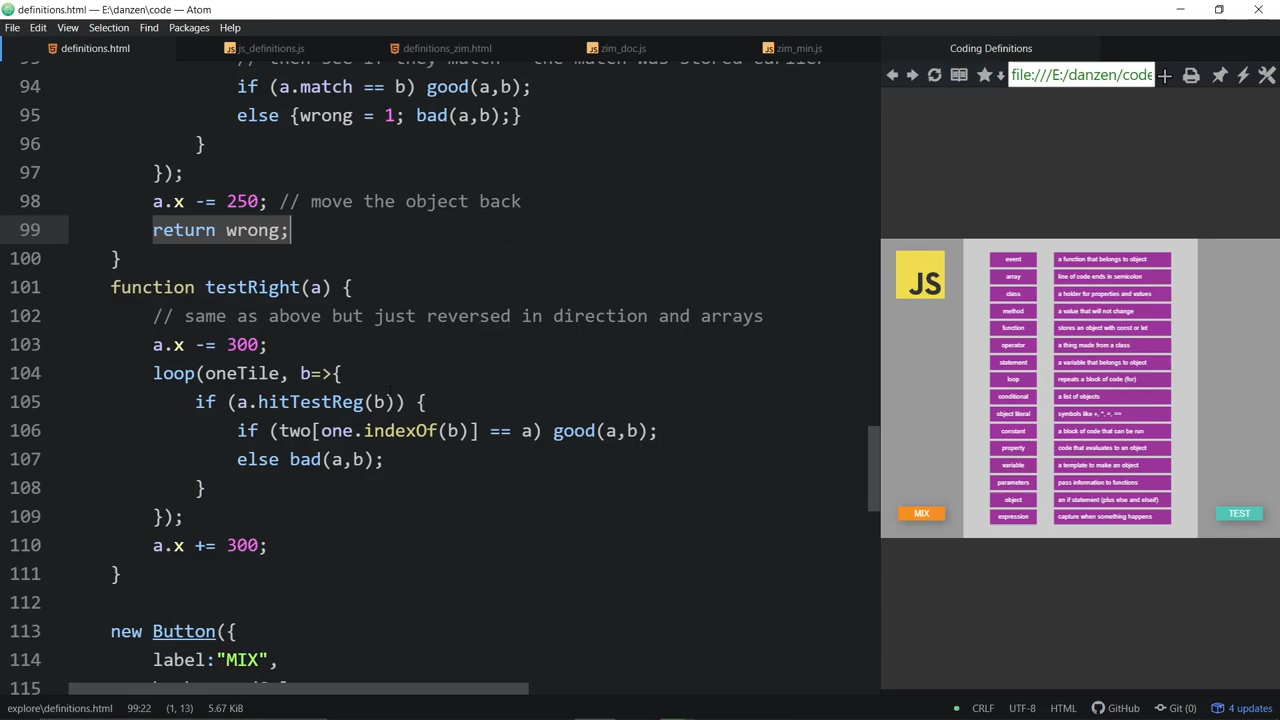 definitions.html — E:\danzen\code — Atom
File Edit View Selection Find Packages Help
definitions.html js_definitions.js definitions_zim.html zim_doc.js zim_min.js
Coding Definitions
file:///E:/danzen/code
93 // then see if they match - the match was stored earlier
94 if (a.match == b) good(a,b);
95 else {wrong = 1; bad(a,b);}
96 }
97 });
98 a.x -= 250; // move the object back
99 return wrong;
100 }
101 function testRight(a) {
102 // same as above but just reversed in direction and arrays
103 a.x -= 300;
104 loop(oneTile, b=>{
105 if (a.hitTestReg(b)) {
106 if (two[one.indexOf(b)] == a) good(a,b);
107 else bad(a,b);
108 }
109 });
110 a.x += 300;
111 }
112
113 new Button({
114 label:"MIX",
115
JS
event a function that belongs to object
array line of code ends in semicolon
class a holder for properties and values
method a value that will not change
function stores an object with const or let
operator a thing made from a class
statement a variable that belongs to object
loop repeats a block of code (for)
conditional a list of objects
object literal symbols like +, *, =, ==
constant a block of code that can be run
property code that evaluates to an object
variable a template to make an object
parameters pass information to functions
object an if statement (plus else and elseif)
expression capture when something happens
MIX
TEST
explore\definitions.html 99:22 (1, 13) 5.67 KiB CRLF UTF-8 HTML GitHub Git (0) 4 updates